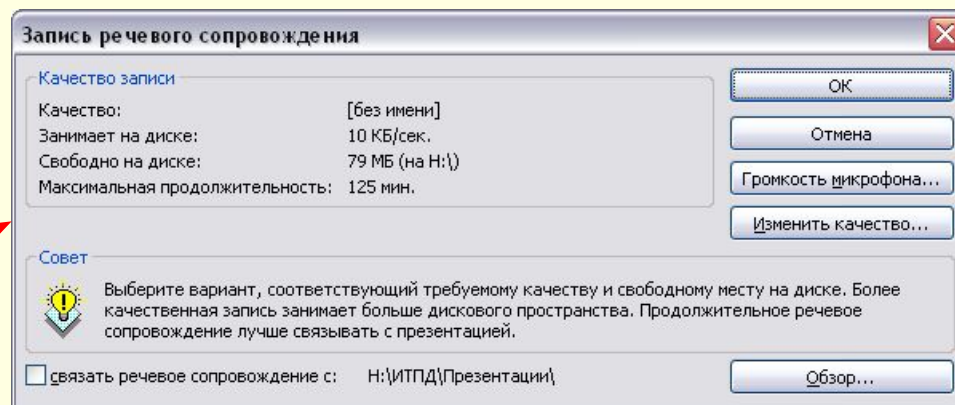 Запись речевого сопровождения
Качество записи
Качество: [без имени]
Занимает на диске: 10 КБ/сек.
Свободно на диске: 79 МБ (на H:\)
Максимальная продолжительность: 125 мин.
ОК
Отмена
Громкость микрофона...
Изменить качество...
Совет
Выберите вариант, соответствующий требуемому качеству и свободному месту на диске. Более
качественная запись занимает больше дискового пространства. Продолжительное речевое
сопровождение лучше связывать с презентацией.
связать речевое сопровождение с: H:\ИТПД\Презентации\
Обзор...